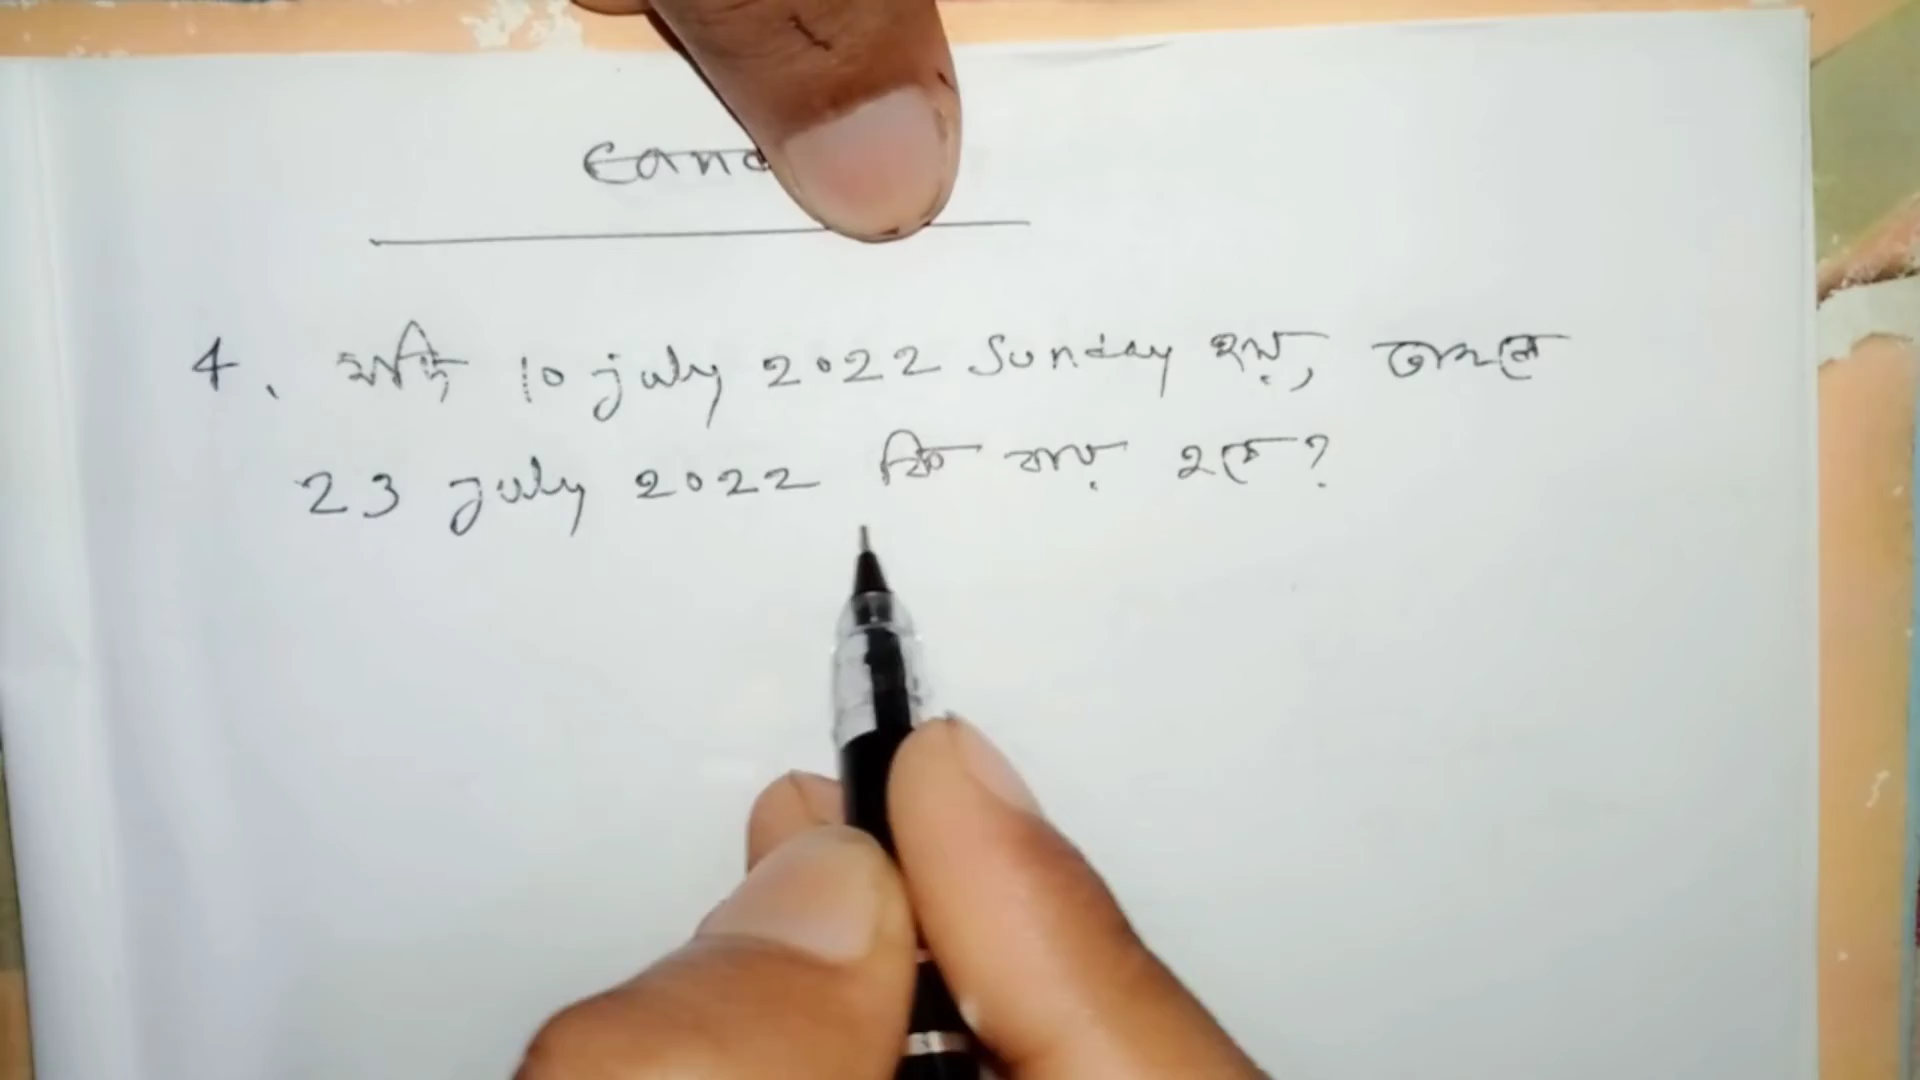 4. যদি 10 july 2022 Sunday হয়, তাহলে
23 july 2022 কি বার হবে?